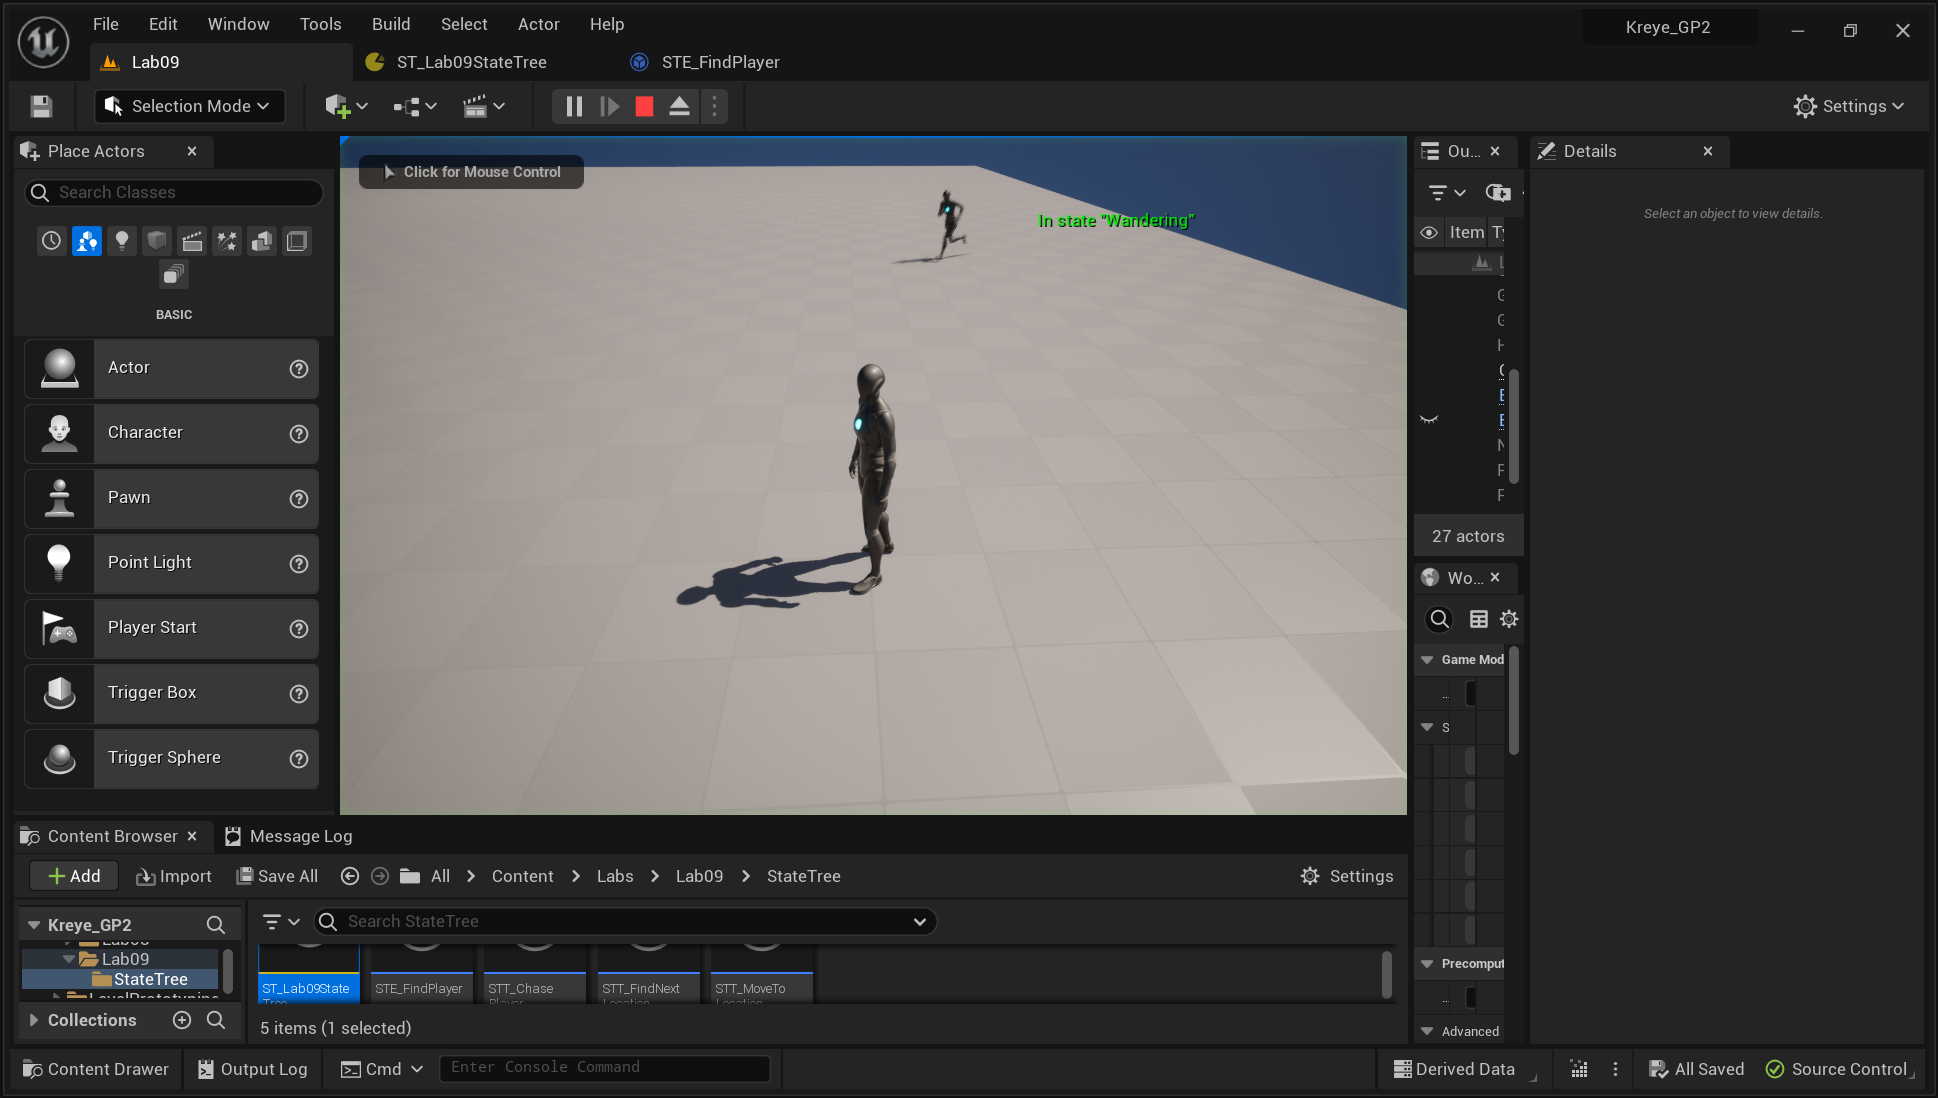 File Edit Window Tools Build Select Actor Help
Kreye_GP2
Lab09
ST_Lab09StateTree
STE_FindPlayer
Selection Mode
Settings
Place Actors
Search Classes
BASIC
Actor
Character
Pawn
Point Light
Player Start
Trigger Box
Trigger Sphere
Click for Mouse Control
In state "Wandering"
Ou...
Item
27 actors
Wo...
Game Mod
S
Precomput
Advanced
Details
Select an object to view details.
Content Browser
Message Log
Add
Import
Save All
All > Content > Labs > Lab09 > StateTree
Settings
Kreye_GP2
Lab09
StateTree
Collections
Search StateTree
ST_Lab09State
STE_FindPlayer
STT_Chase
STT_FindNext
STT_MoveTo
5 items (1 selected)
Content Drawer
Output Log
Cmd
Enter Console Command
Derived Data
All Saved
Source Control